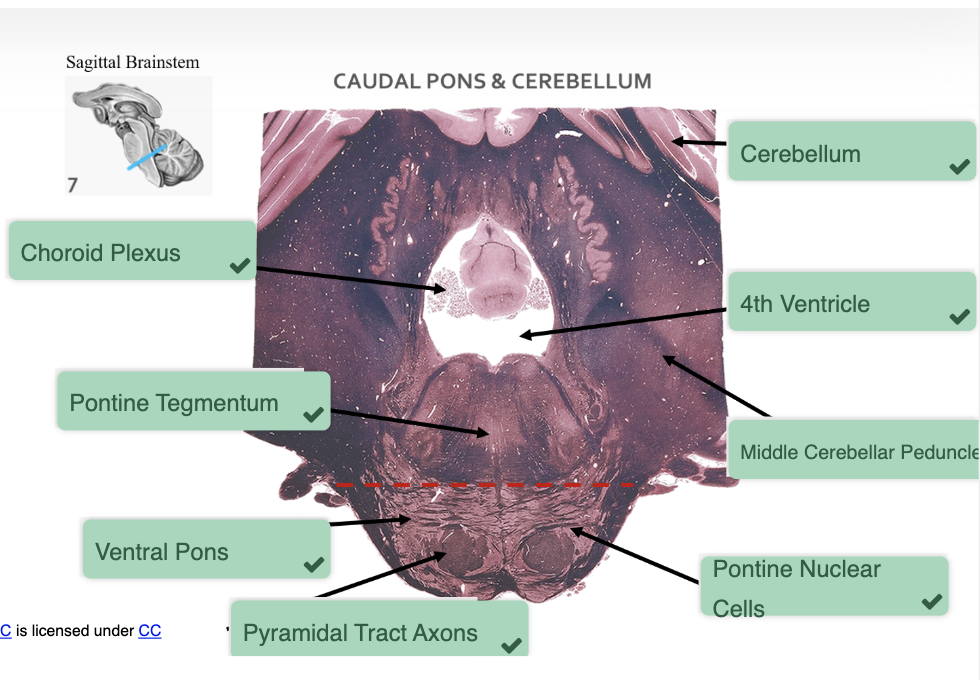 Sagittal Brainstem
CAUDAL PONS & CEREBELLUM
7
Cerebellum
Choroid Plexus
4th Ventricle
Pontine Tegmentum
Middle Cerebellar Peduncle
Ventral Pons
Pontine Nuclear
Cells
Pyramidal Tract Axons
C is licensed under CC